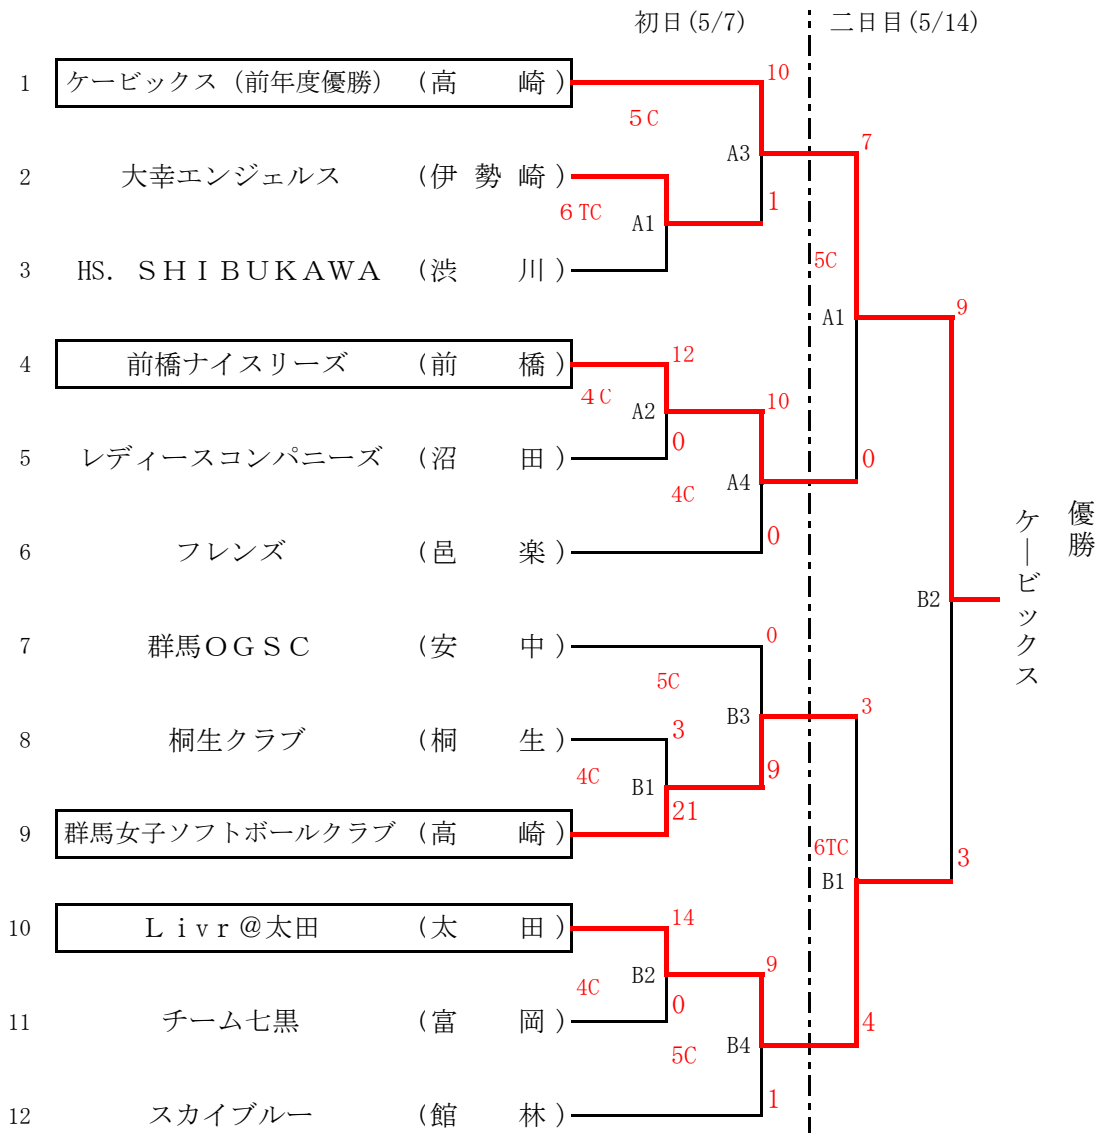 初日(5/7) 二日目(5/14)
1 ケービックス（前年度優勝） (高 崎) 10
5C
A3 7
2 大幸エンジェルス (伊 勢 崎)
6TC A1 1
3 HS. ＳＨＩＢＵＫＡＷＡ (渋 川) 5C
A1 9
4 前橋ナイスリーズ (前 橋) 12
4C A2 10
5 レディースコンパニーズ (沼 田) 0 0
4C A4
6 フレンズ (邑 楽) 0
優勝
ケービックス
B2
7 群馬ＯＧＳＣ (安 中) 0
5C
B3 3
8 桐生クラブ (桐 生) 3
4C B1 9
21
9 群馬女子ソフトボールクラブ (高 崎) 6TC 3
B1
10 Ｌｉｖｒ＠太田 (太 田) 14
4C B2 9
11 チーム七黒 (富 岡) 0 4
5C B4
12 スカイブルー (館 林) 1